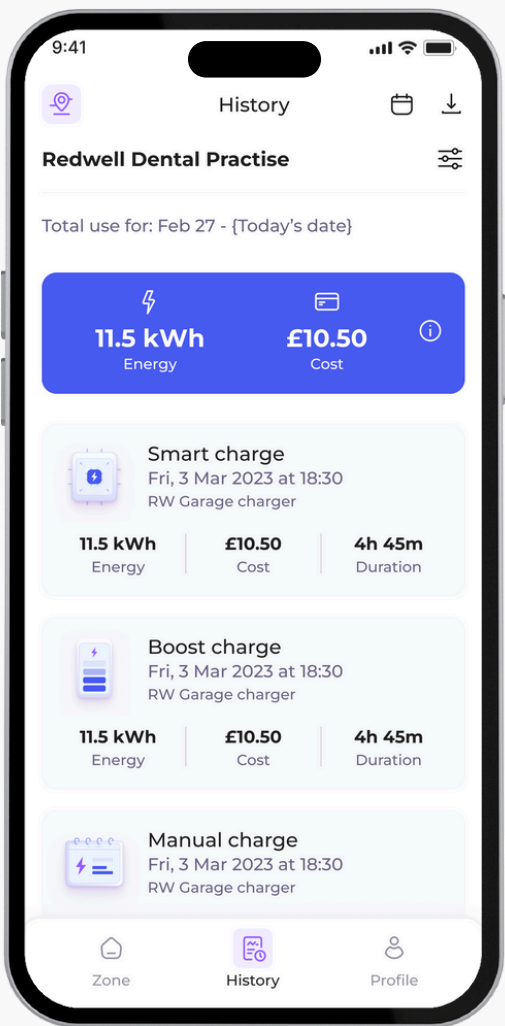 9:41
History
Redwell Dental Practise
Total use for: Feb 27 - {Today’s date}
11.5 kWh £10.50
Energy Cost
Smart charge
Fri, 3 Mar 2023 at 18:30
RW Garage charger
11.5 kWh £10.50 4h 45m
Energy Cost Duration
Boost charge
Fri, 3 Mar 2023 at 18:30
RW Garage charger
11.5 kWh £10.50 4h 45m
Energy Cost Duration
Manual charge
Fri, 3 Mar 2023 at 18:30
RW Garage charger
Zone History Profile